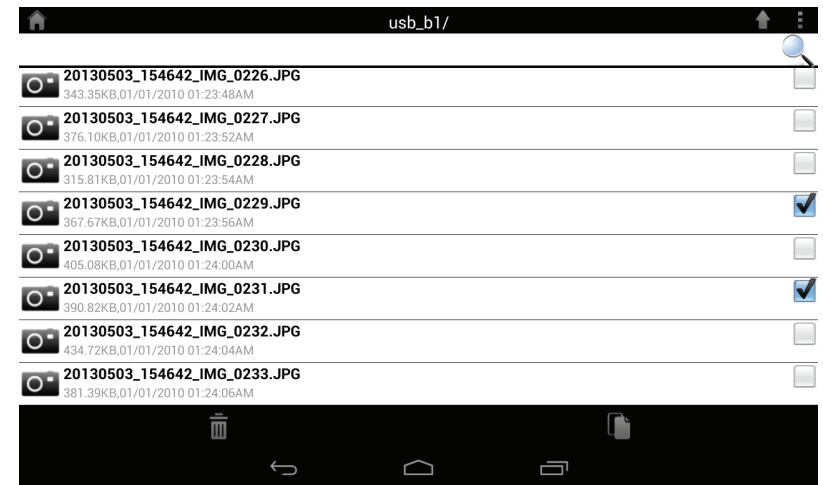 usb_b1/
20130503_154642_IMG_0226.JPG
343.35KB,01/01/2010 01:23:48AM
20130503_154642_IMG_0227.JPG
376.10KB,01/01/2010 01:23:52AM
20130503_154642_IMG_0228.JPG
315.81KB,01/01/2010 01:23:54AM
20130503_154642_IMG_0229.JPG
367.67KB,01/01/2010 01:23:56AM
20130503_154642_IMG_0230.JPG
405.08KB,01/01/2010 01:24:00AM
20130503_154642_IMG_0231.JPG
390.82KB,01/01/2010 01:24:02AM
20130503_154642_IMG_0232.JPG
434.72KB,01/01/2010 01:24:04AM
20130503_154642_IMG_0233.JPG
381.39KB,01/01/2010 01:24:06AM